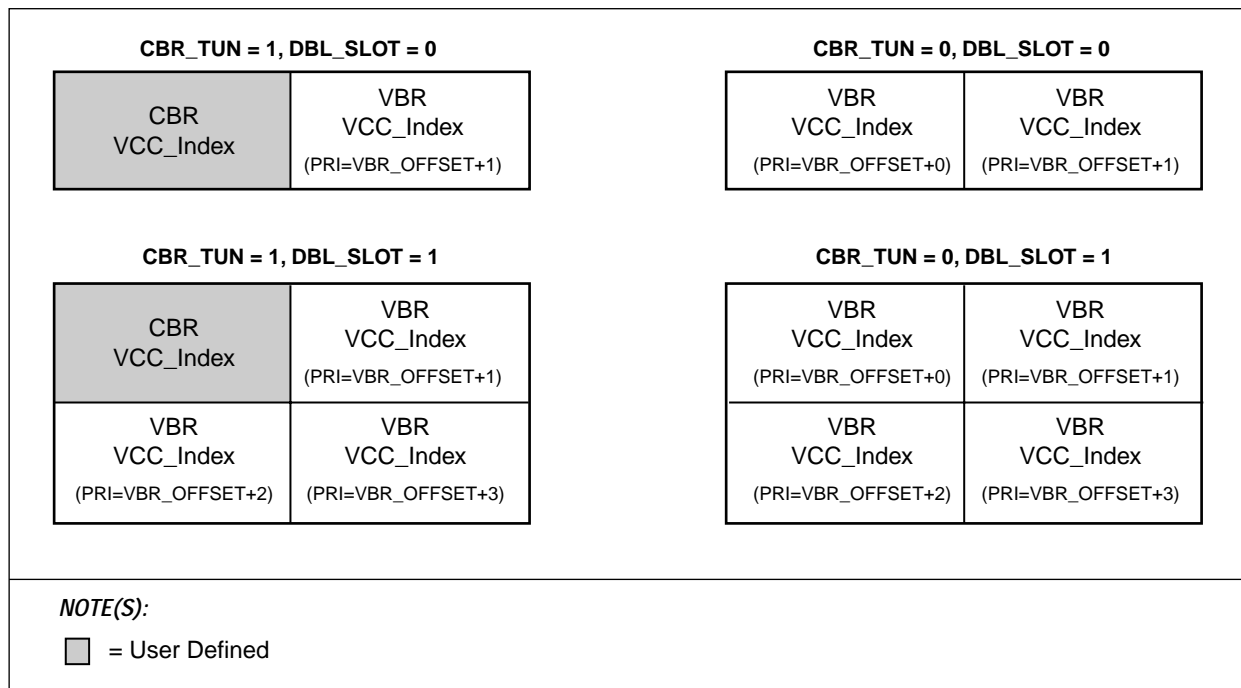 CBR_TUN = 1, DBL_SLOT = 0
CBR
VCC_Index
VBR
VCC_Index
(PRI=VBR_OFFSET+1)
CBR_TUN = 0, DBL_SLOT = 0
VBR
VCC_Index
(PRI=VBR_OFFSET+0)
VBR
VCC_Index
(PRI=VBR_OFFSET+1)
CBR_TUN = 1, DBL_SLOT = 1
CBR
VCC_Index
VBR
VCC_Index
(PRI=VBR_OFFSET+1)
VBR
VCC_Index
(PRI=VBR_OFFSET+2)
VBR
VCC_Index
(PRI=VBR_OFFSET+3)
CBR_TUN = 0, DBL_SLOT = 1
VBR
VCC_Index
(PRI=VBR_OFFSET+0)
VBR
VCC_Index
(PRI=VBR_OFFSET+1)
VBR
VCC_Index
(PRI=VBR_OFFSET+2)
VBR
VCC_Index
(PRI=VBR_OFFSET+3)
NOTE(S):
= User Defined